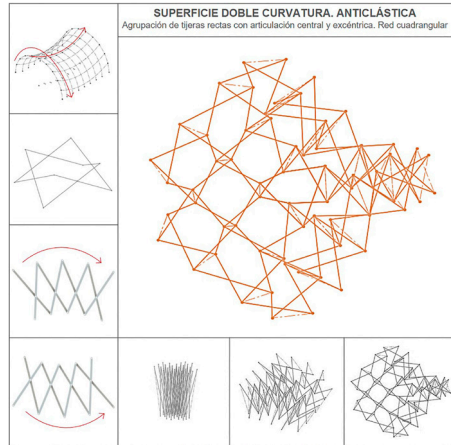 SUPERFICIE DOBLE CURVATURA. ANTICLÁSTICA
Agrupación de tijeras rectas con articulación central y excéntrica. Red cuadrangular